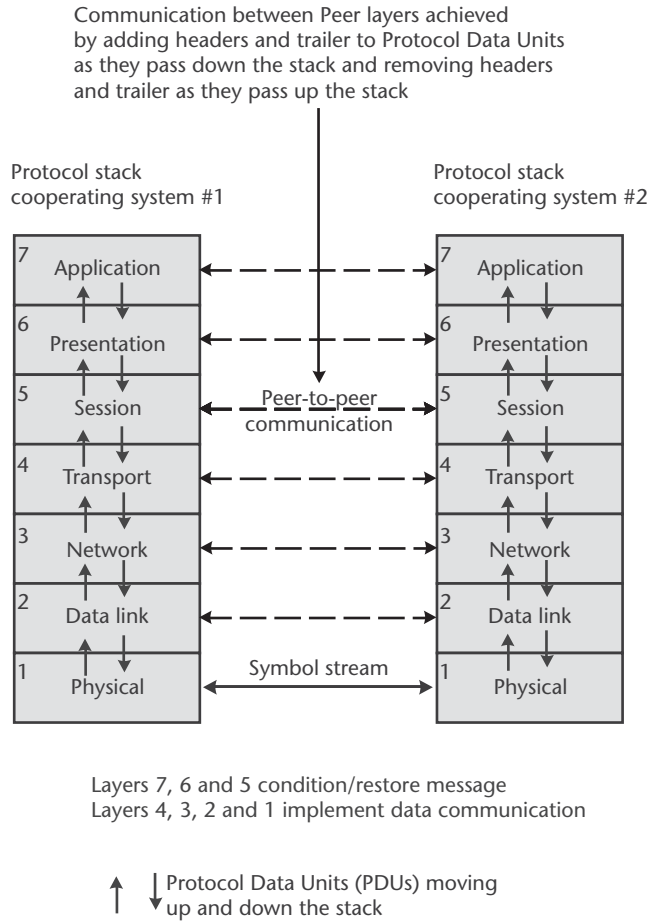 Communication between Peer layers achieved
by adding headers and trailer to Protocol Data Units
as they pass down the stack and removing headers
and trailer as they pass up the stack
Protocol stack
cooperating system #1
Protocol stack
cooperating system #2
7
Application
6
Presentation
5
Session
4
Transport
3
Network
2
Data link
1
Physical
Peer-to-peer
communication
Symbol stream
7
Application
6
Presentation
5
Session
4
Transport
3
Network
2
Data link
1
Physical
Layers 7, 6 and 5 condition/restore message
Layers 4, 3, 2 and 1 implement data communication
Protocol Data Units (PDUs) moving
up and down the stack